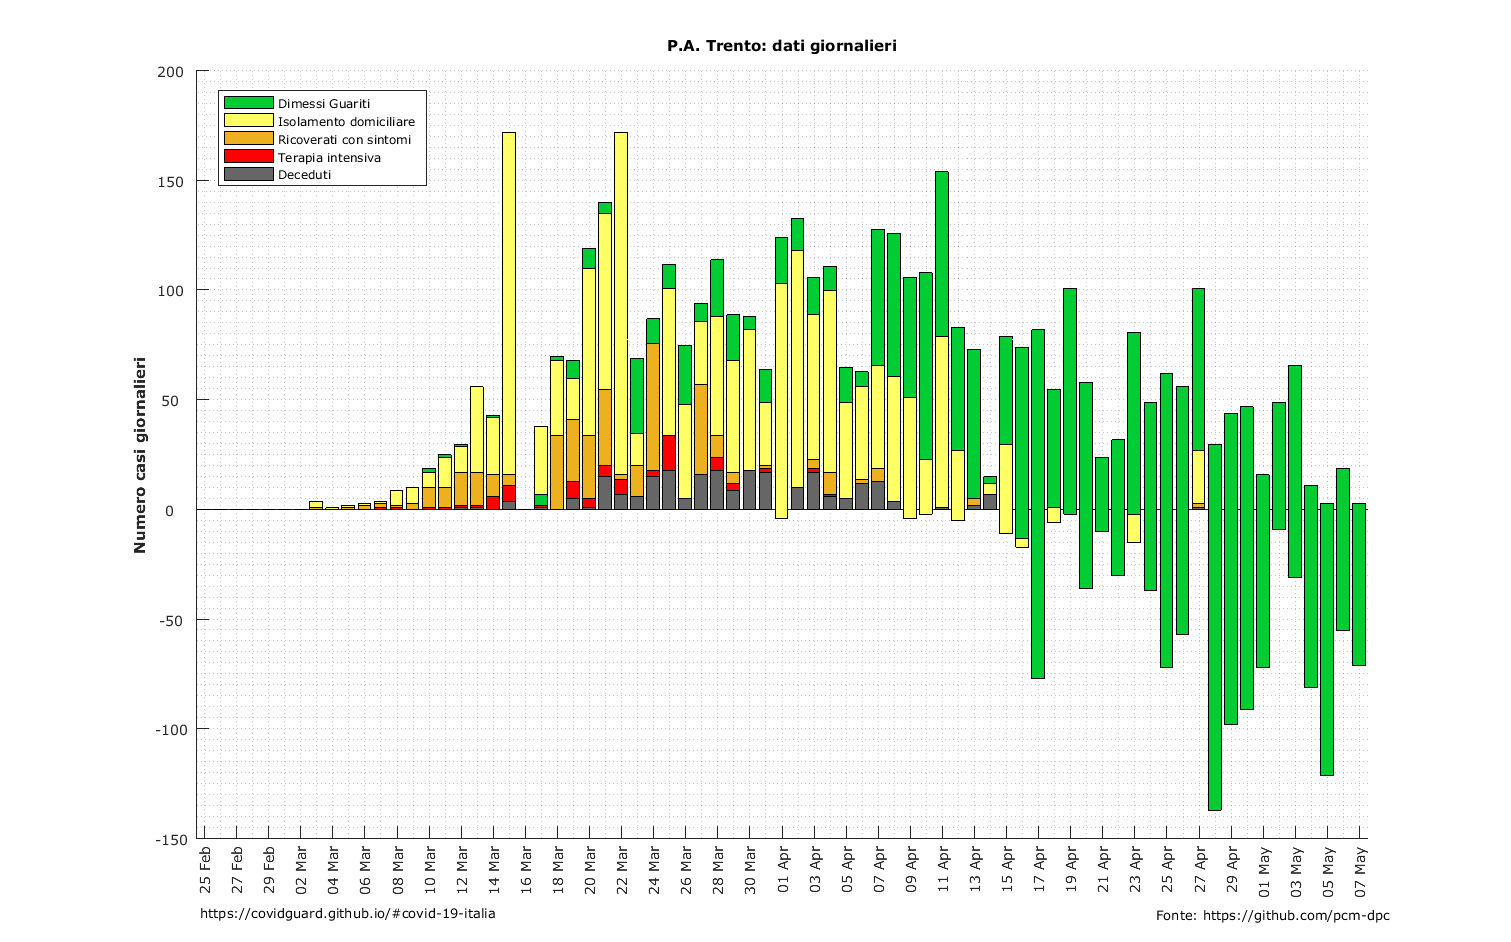 P.A. Trento: dati giornalieri
200
150
100
50
0
-50
-100
-150
Numero casi giornalieri
Dimessi Guariti
Isolamento domiciliare
Ricoverati con sintomi
Terapia intensiva
Deceduti
25 Feb
27 Feb
29 Feb
02 Mar
04 Mar
06 Mar
08 Mar
10 Mar
12 Mar
14 Mar
16 Mar
18 Mar
20 Mar
22 Mar
24 Mar
26 Mar
28 Mar
30 Mar
01 Apr
03 Apr
05 Apr
07 Apr
09 Apr
11 Apr
13 Apr
15 Apr
17 Apr
19 Apr
21 Apr
23 Apr
25 Apr
27 Apr
29 Apr
01 May
03 May
05 May
07 May
https://covidguard.github.io/#covid-19-italia
Fonte: https://github.com/pcm-dpc